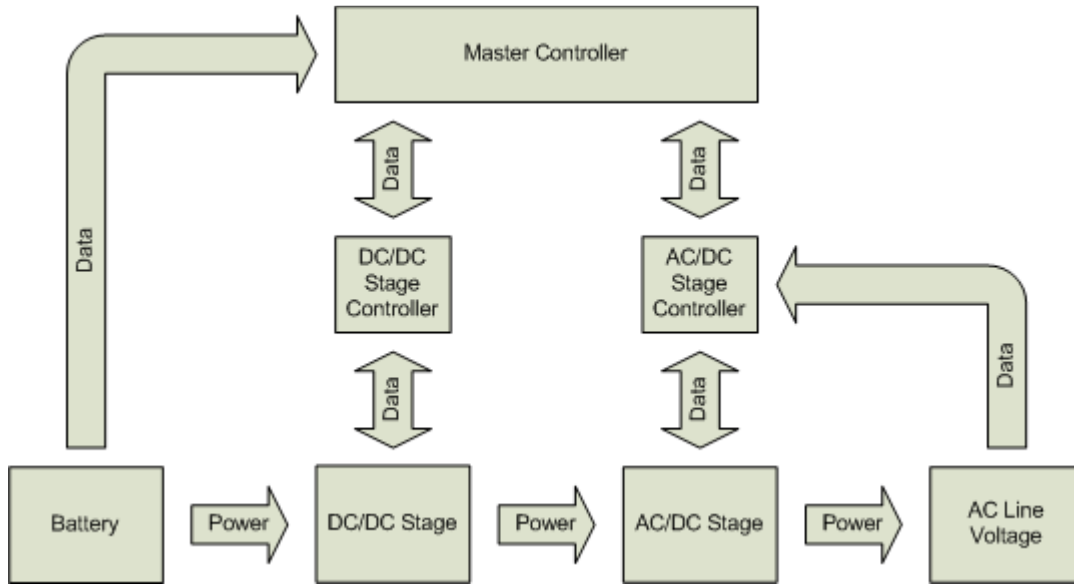 Master Controller
Data
Data
Data
DC/DC
Stage
Controller
AC/DC
Stage
Controller
Data
Data
Data
Battery
Power
DC/DC Stage
Power
AC/DC Stage
Power
AC Line
Voltage